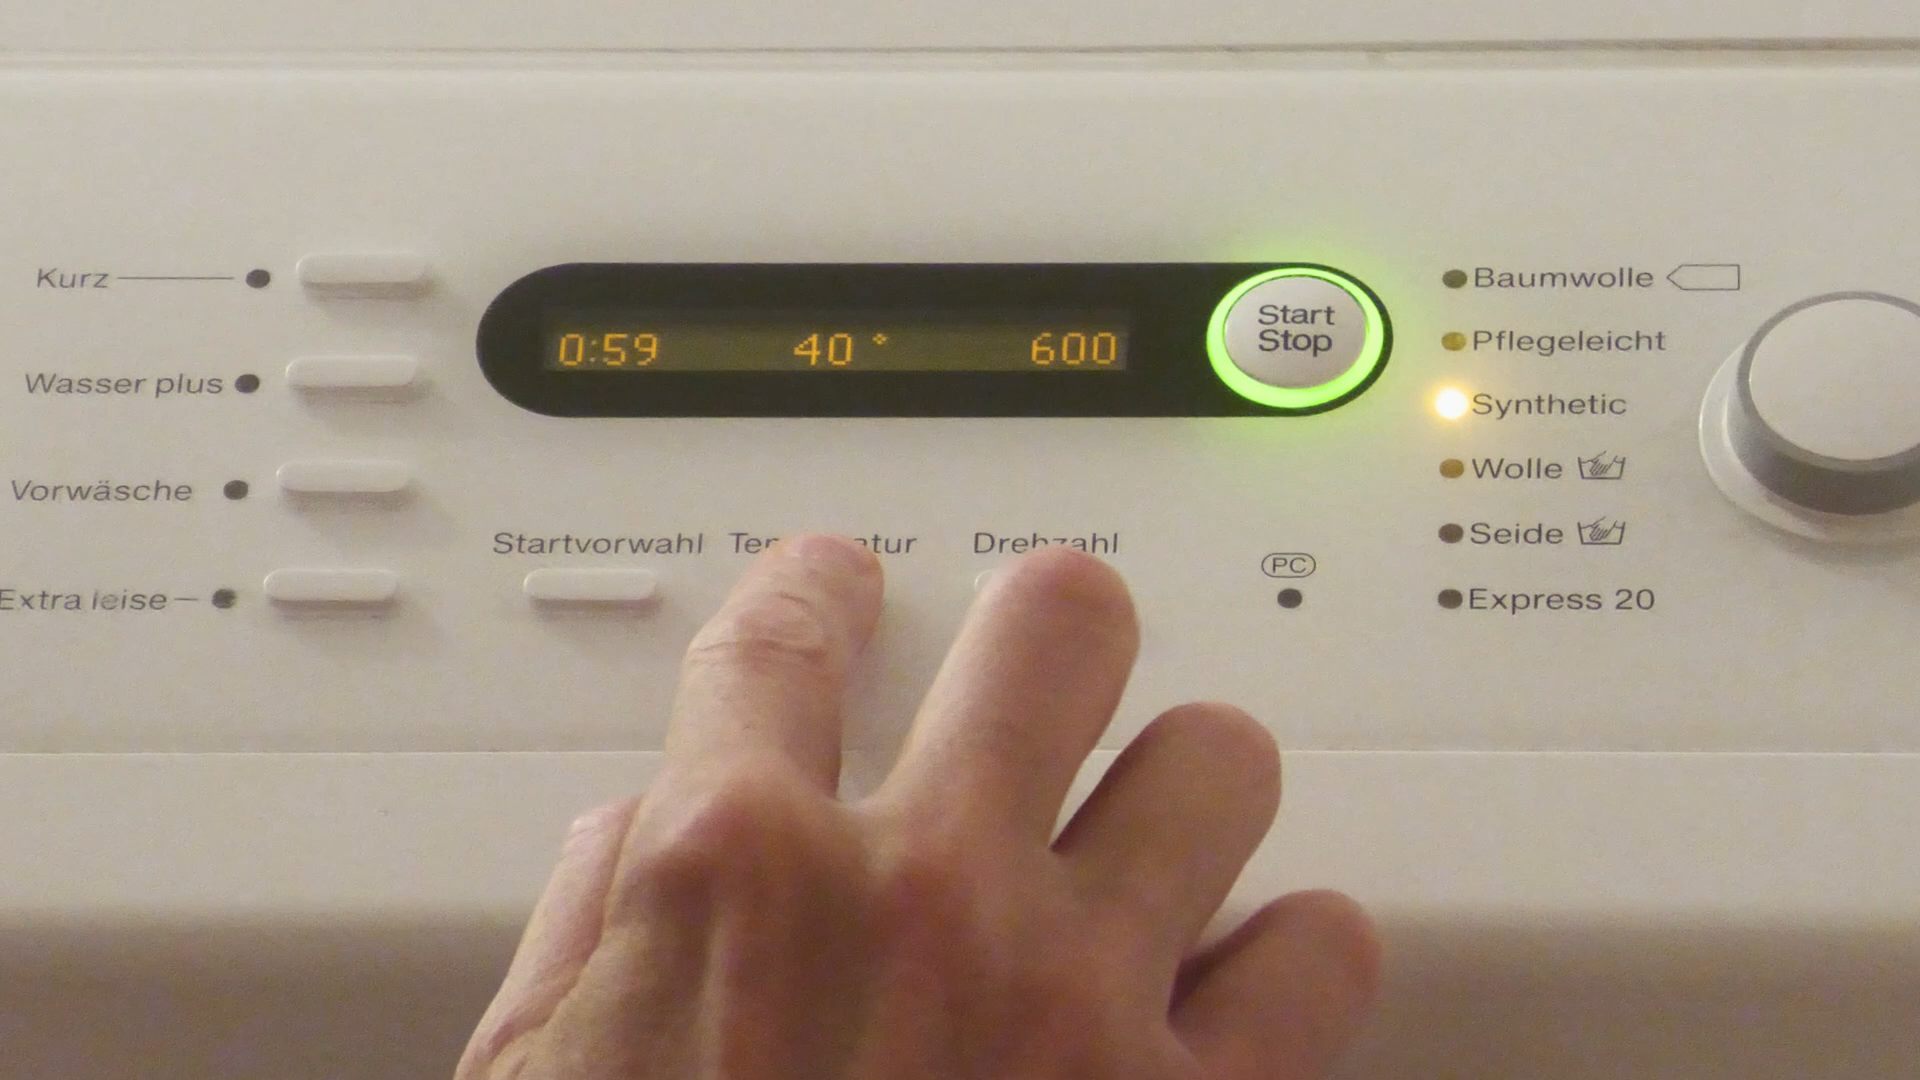 Kurz
Wasser plus
Vorwäsche
Extra leise
0:59 40° 600
Start
Stop
Startvorwahl Temperatur Drehzahl
PC
Baumwolle
Pflegeleicht
Synthetic
Wolle
Seide
Express 20